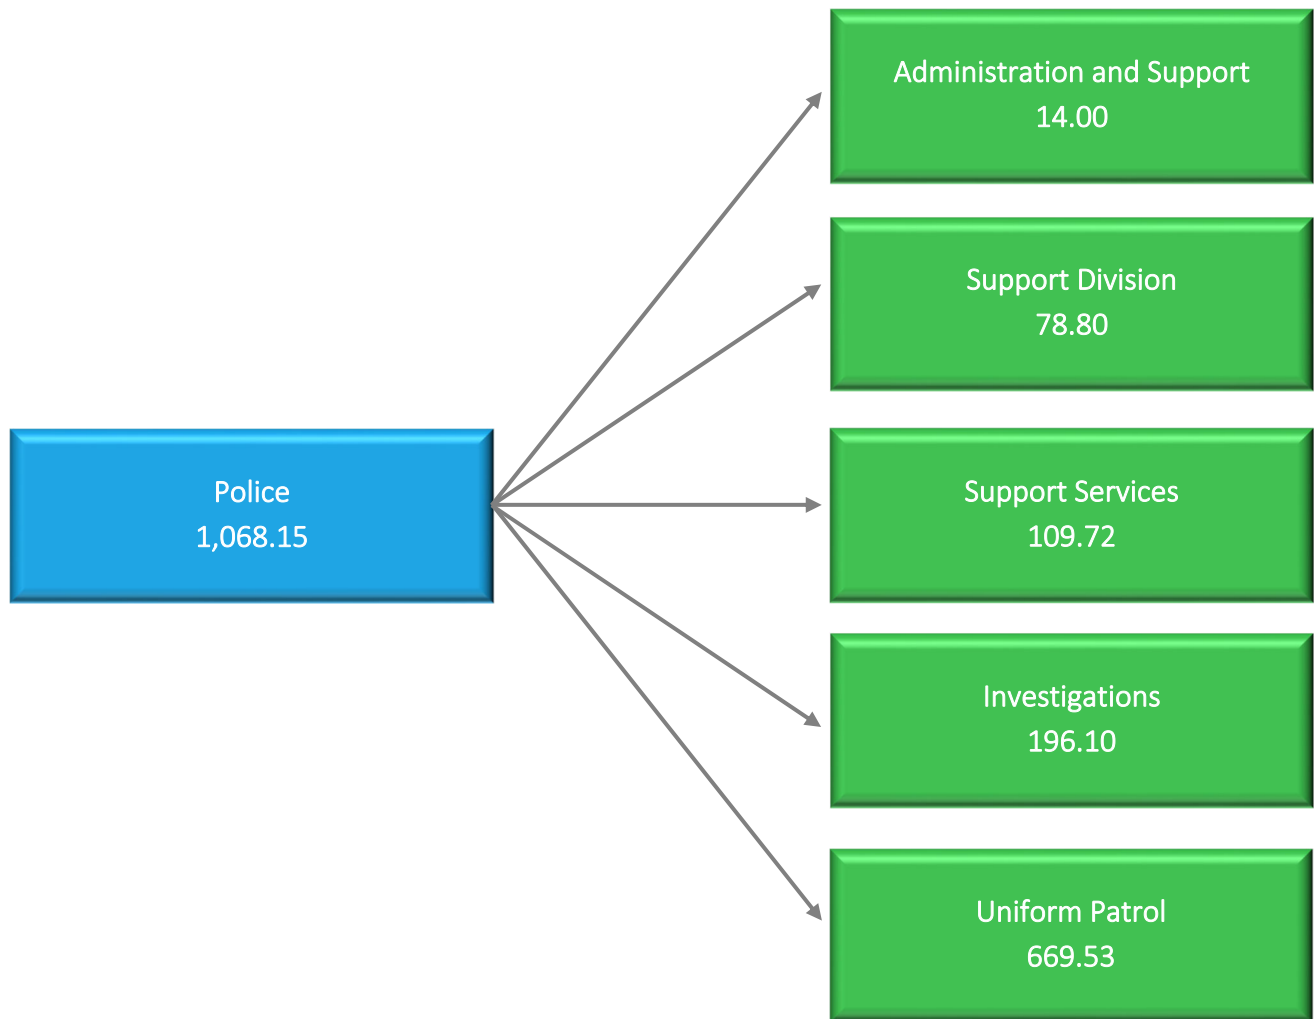 Administration and Support
14.00
Support Division
78.80
Police
1,068.15
Support Services
109.72
Investigations
196.10
Uniform Patrol
669.53